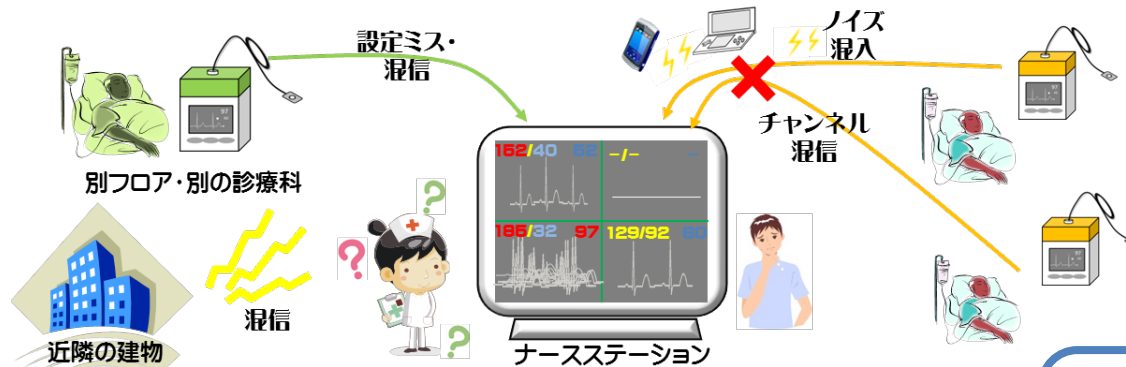 設定ミス・
混信
ノイズ
混入
チャンネル
混信
別フロア・別の診療科
152/40 52
-/- -
185/32 97
129/92 60
混信
近隣の建物
ナースステーション